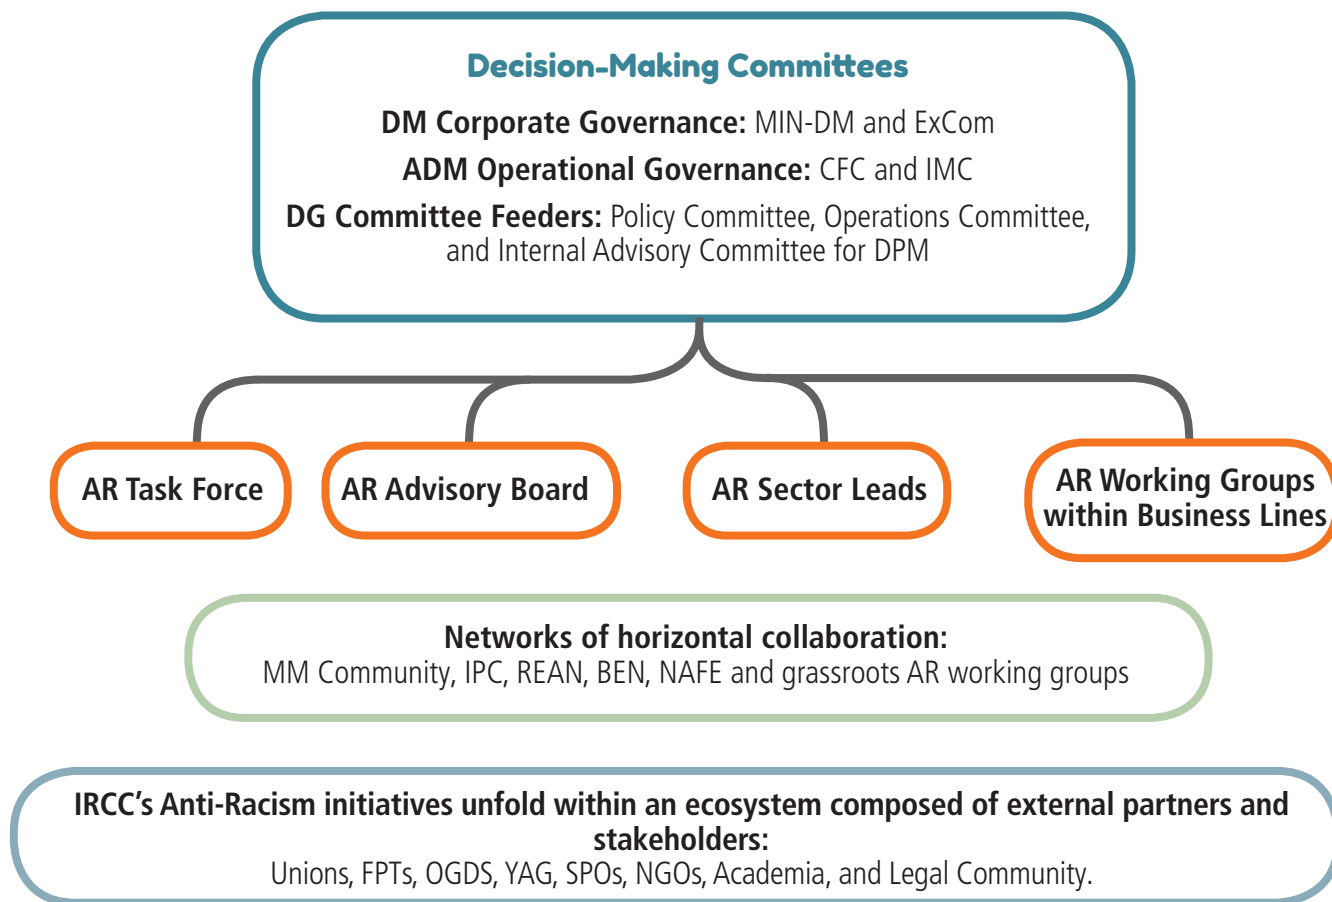 Decision-Making Committees
DM Corporate Governance: MIN-DM and ExCom
ADM Operational Governance: CFC and IMC
DG Committee Feeders: Policy Committee, Operations Committee,
and Internal Advisory Committee for DPM
AR Task Force
AR Advisory Board
AR Sector Leads
AR Working Groups
within Business Lines
Networks of horizontal collaboration:
MM Community, IPC, REAN, BEN, NAFE and grassroots AR working groups
IRCC’s Anti-Racism initiatives unfold within an ecosystem composed of external partners and
stakeholders:
Unions, FPTs, OGDS, YAG, SPOs, NGOs, Academia, and Legal Community.